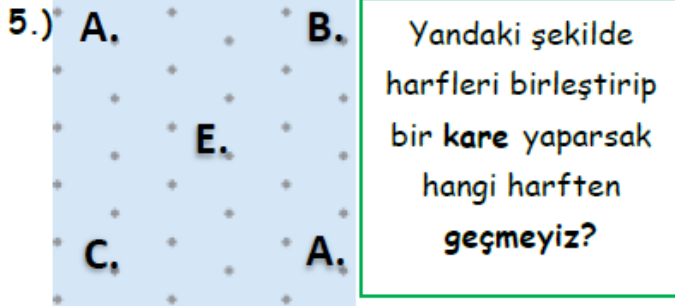 5.) A. B.
E.
C. A.
Yandaki şekilde
harfleri birleştirip
bir kare yaparsak
hangi harften
geçmeyiz?